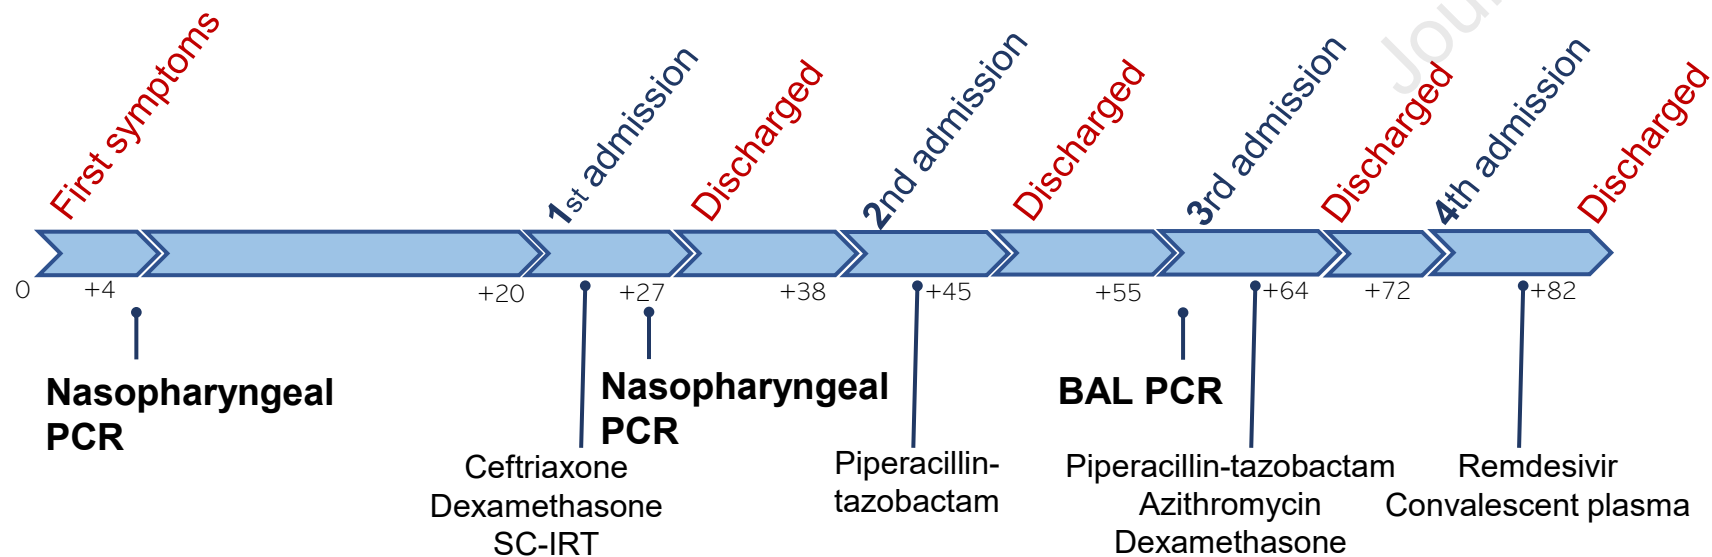 First symptoms
1st admission
Discharged
2nd admission
Discharged
3rd admission
Discharged
4th admission
Discharged
0
+4
+20
+27
+38
+45
+55
+64
+72
+82
Nasopharyngeal
PCR
Nasopharyngeal
PCR
BAL PCR
Ceftriaxone
Dexamethasone
SC-IRT
Piperacillin-
tazobactam
Piperacillin-tazobactam
Azithromycin
Dexamethasone
Remdesivir
Convalescent plasma